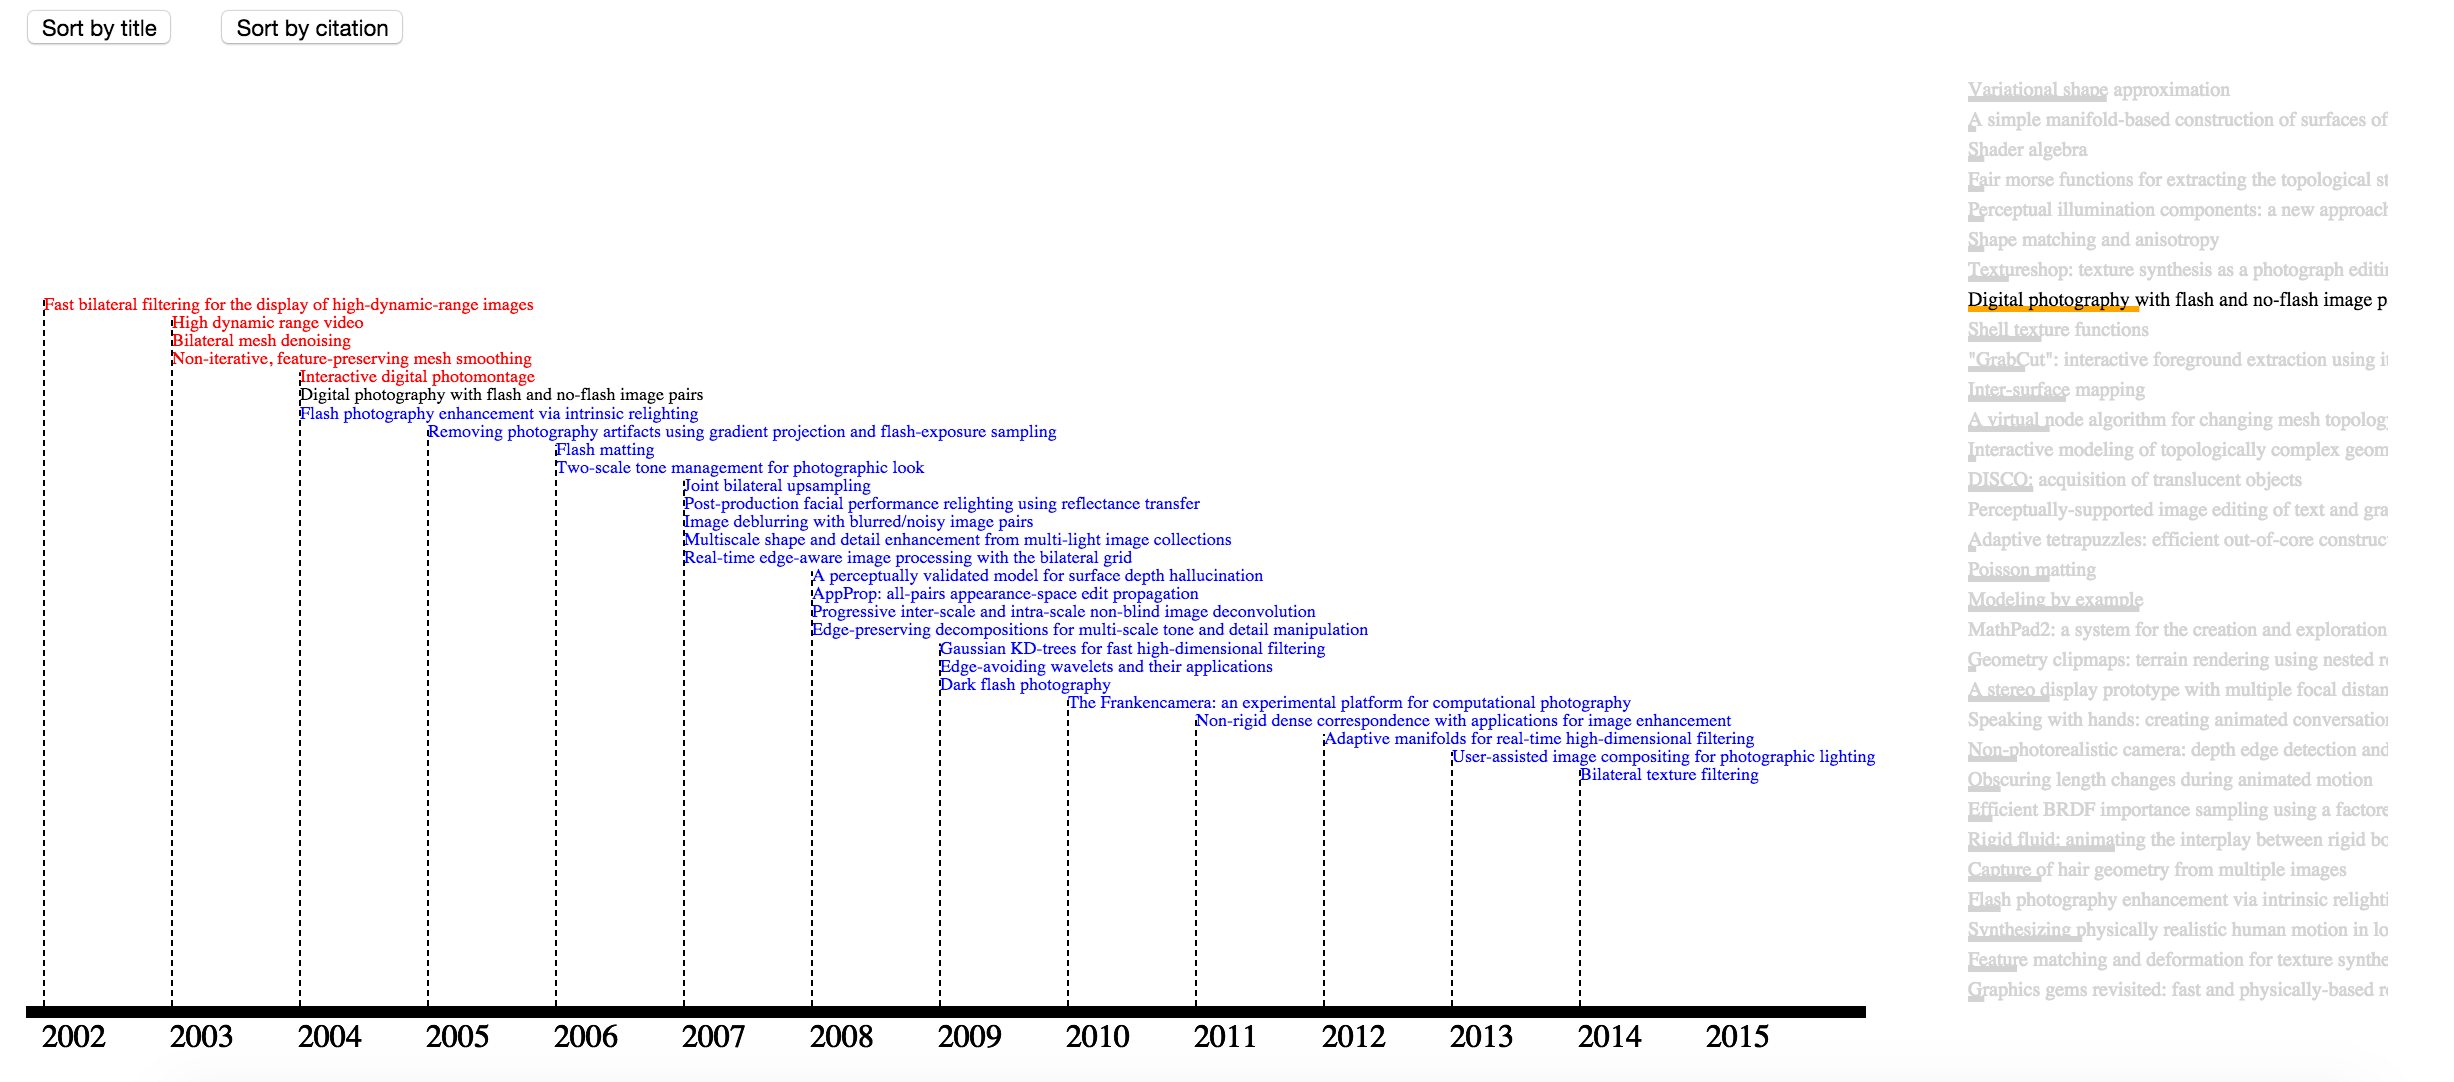 Sort by title
Sort by citation
Fast bilateral filtering for the display of high-dynamic-range images
High dynamic range video
Bilateral mesh denoising
Non-iterative, feature-preserving mesh smoothing
Interactive digital photomontage
Digital photography with flash and no-flash image pairs
Flash photography enhancement via intrinsic relighting
Removing photography artifacts using gradient projection and flash-exposure sampling
Flash matting
Two-scale tone management for photographic look
Joint bilateral upsampling
Post-production facial performance relighting using reflectance transfer
Image deblurring with blurred/noisy image pairs
Multiscale shape and detail enhancement from multi-light image collections
Real-time edge-aware image processing with the bilateral grid
A perceptually validated model for surface depth hallucination
AppProp: all-pairs appearance-space edit propagation
Progressive inter-scale and intra-scale non-blind image deconvolution
Edge-preserving decompositions for multi-scale tone and detail manipulation
Gaussian KD-trees for fast high-dimensional filtering
Edge-avoiding wavelets and their applications
Dark flash photography
The Frankencamera: an experimental platform for computational photography
Non-rigid dense correspondence with applications for image enhancement
Adaptive manifolds for real-time high-dimensional filtering
User-assisted image compositing for photographic lighting
Bilateral texture filtering
2002 2003 2004 2005 2006 2007 2008 2009 2010 2011 2012 2013 2014 2015
Variational shape approximation
A simple manifold-based construction of surfaces of
Shader algebra
Fair morse functions for extracting the topological st
Perceptual illumination components: a new approach
Shape matching and anisotropy
Textureshop: texture synthesis as a photograph editin
Digital photography with flash and no-flash image p
Shell texture functions
"GrabCut": interactive foreground extraction using it
Inter-surface mapping
A virtual node algorithm for changing mesh topology
Interactive modeling of topologically complex geom
DISCO: acquisition of translucent objects
Perceptually-supported image editing of text and gra
Adaptive tetrapuzzles: efficient out-of-core construc
Poisson matting
Modeling by example
MathPad2: a system for the creation and exploration
Geometry clipmaps: terrain rendering using nested re
A stereo display prototype with multiple focal distan
Speaking with hands: creating animated conversation
Non-photorealistic camera: depth edge detection and
Obscuring length changes during animated motion
Efficient BRDF importance sampling using a factore
Rigid fluid: animating the interplay between rigid bo
Capture of hair geometry from multiple images
Flash photography enhancement via intrinsic relighti
Synthesizing physically realistic human motion in lo
Feature matching and deformation for texture synthe
Graphics gems revisited: fast and physically-based re